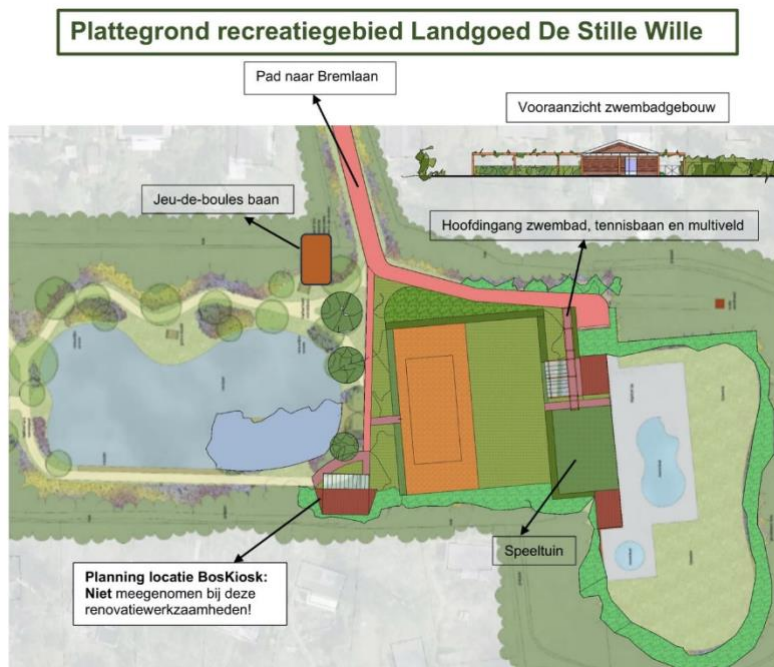 Plattegrond recreatiegebied Landgoed De Stille Wille
Pad naar Bremlaan
Vooraanzicht zwembadgebouw
Jeu-de-boules baan
Hoofdingang zwembad, tennisbaan en multiveld
Speeltuin
Planning locatie BosKiosk:
Niet meegenomen bij deze
renovatiewerkzaamheden!